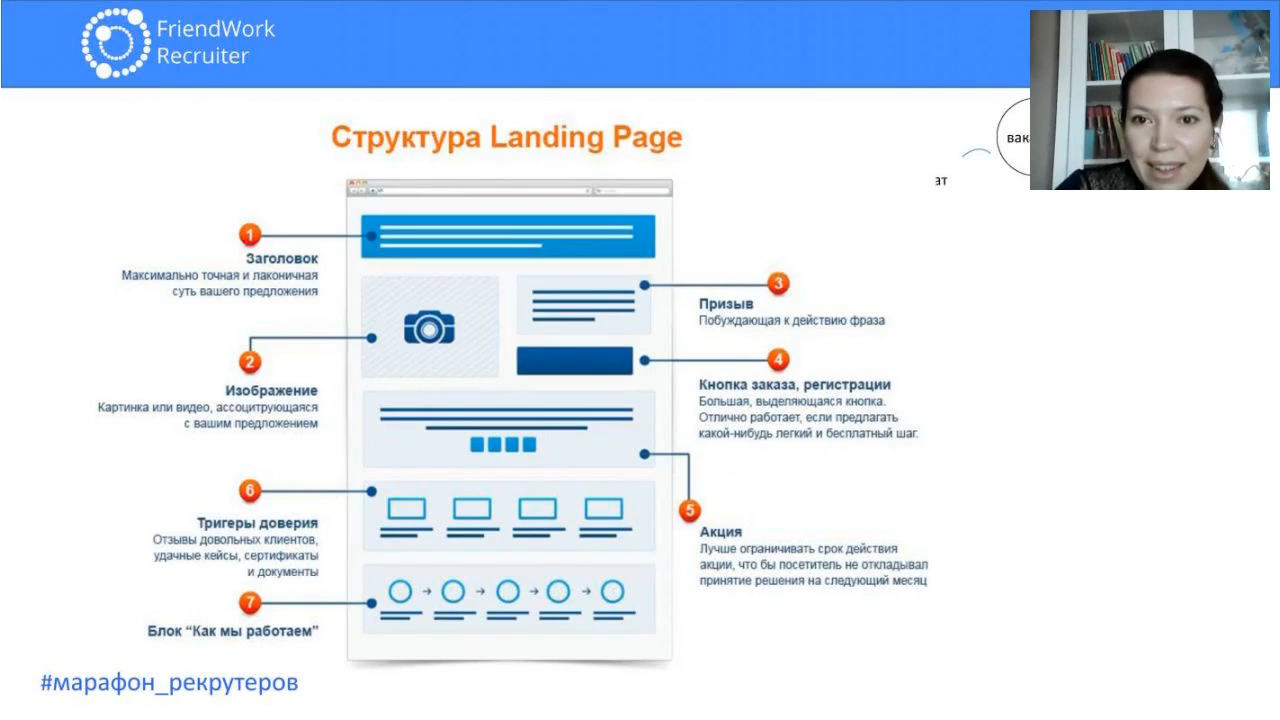 FriendWork
Recruiter
Структура Landing Page
вак
ат
1
Заголовок
Максимально точная и лаконичная
суть вашего предложения
2
Изображение
Картинка или видео, ассоцитрующаяся
с вашим предложением
3
Призыв
Побуждающая к действию фраза
4
Кнопка заказа, регистрации
Большая, выделяющаяся кнопка.
Отлично работает, если предлагать
какой-нибудь легкий и бесплатный шаг.
5
Акция
Лучше ограничивать срок действия
акции, что бы посетитель не откладывал
принятие решения на следующий месяц
6
Тригеры доверия
Отзывы довольных клиентов,
удачные кейсы, сертификаты
и документы
7
Блок “Как мы работаем”
#марафон_рекрутеров